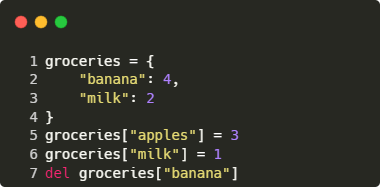 1 groceries = {
2     "banana": 4,
3     "milk": 2
4 }
5 groceries["apples"] = 3
6 groceries["milk"] = 1
7 del groceries["banana"]